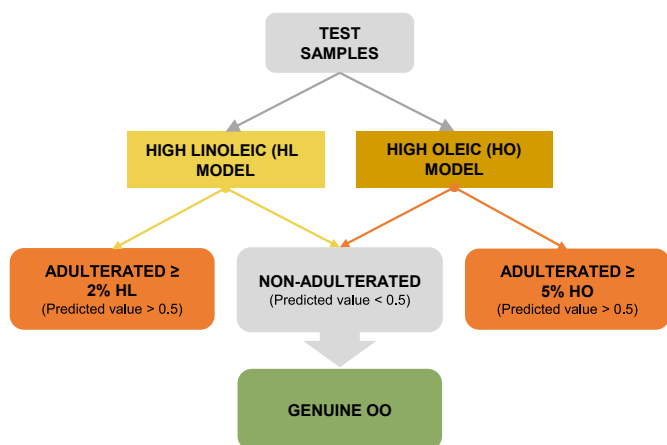 TEST
SAMPLES
HIGH LINOLEIC (HL
MODEL
HIGH OLEIC (HO)
MODEL
ADULTERATED ≥
2% HL
(Predicted value > 0.5)
NON-ADULTERATED
(Predicted value < 0.5)
ADULTERATED ≥
5% HO
(Predicted value > 0.5)
GENUINE OO